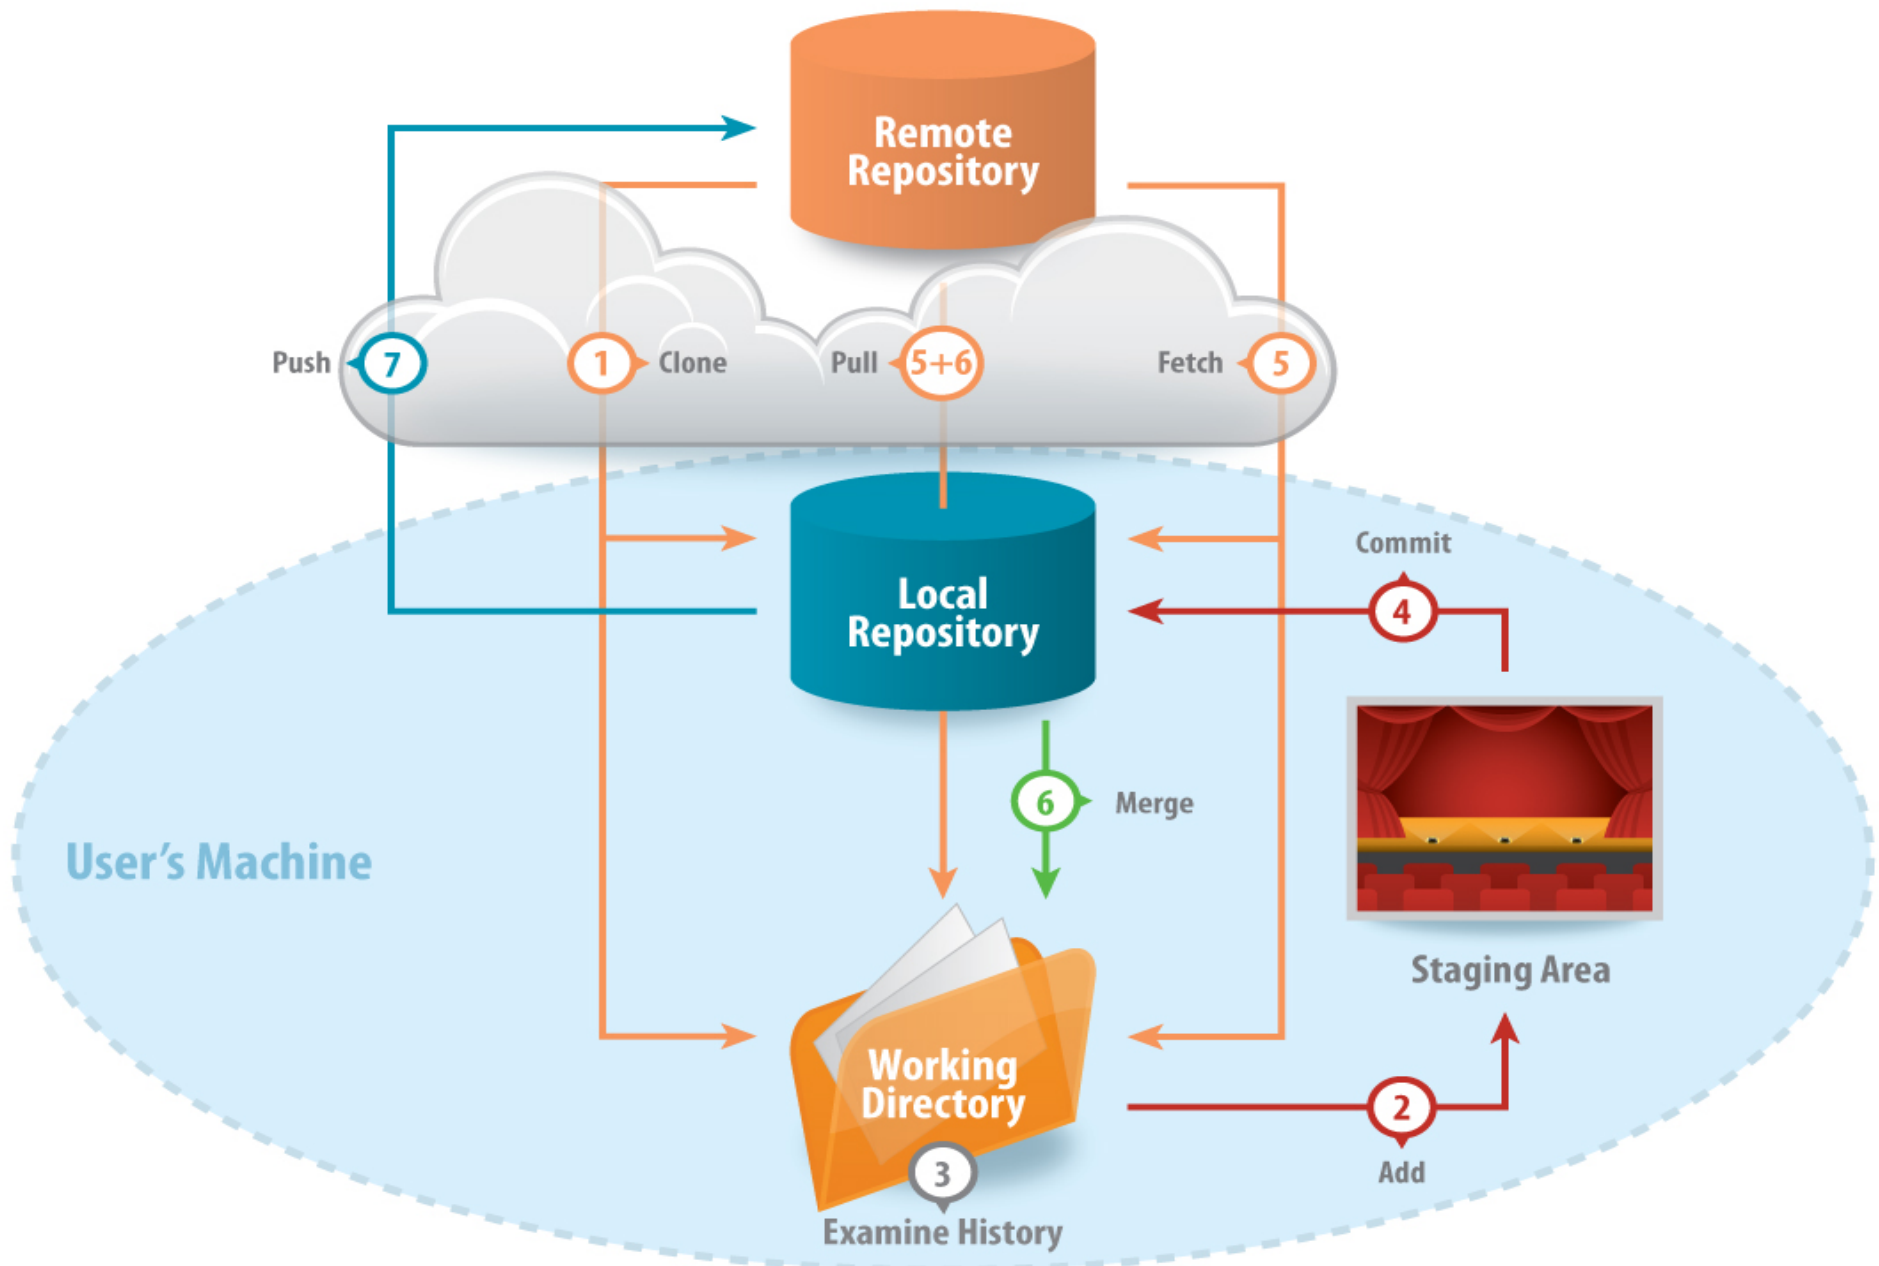 Remote
Repository
Push
7
1
Clone
Pull
5+6
Fetch
5
Commit
4
Local
Repository
6
Merge
User's Machine
Staging Area
Working
Directory
2
Add
3
Examine History